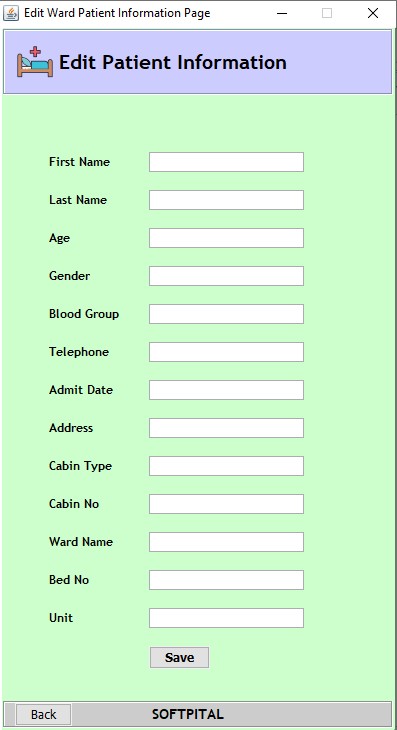 Edit Ward Patient Information Page
Edit Patient Information
First Name
Last Name
Age
Gender
Blood Group
Telephone
Admit Date
Address
Cabin Type
Cabin No
Ward Name
Bed No
Unit
Save
Back SOFTPITAL